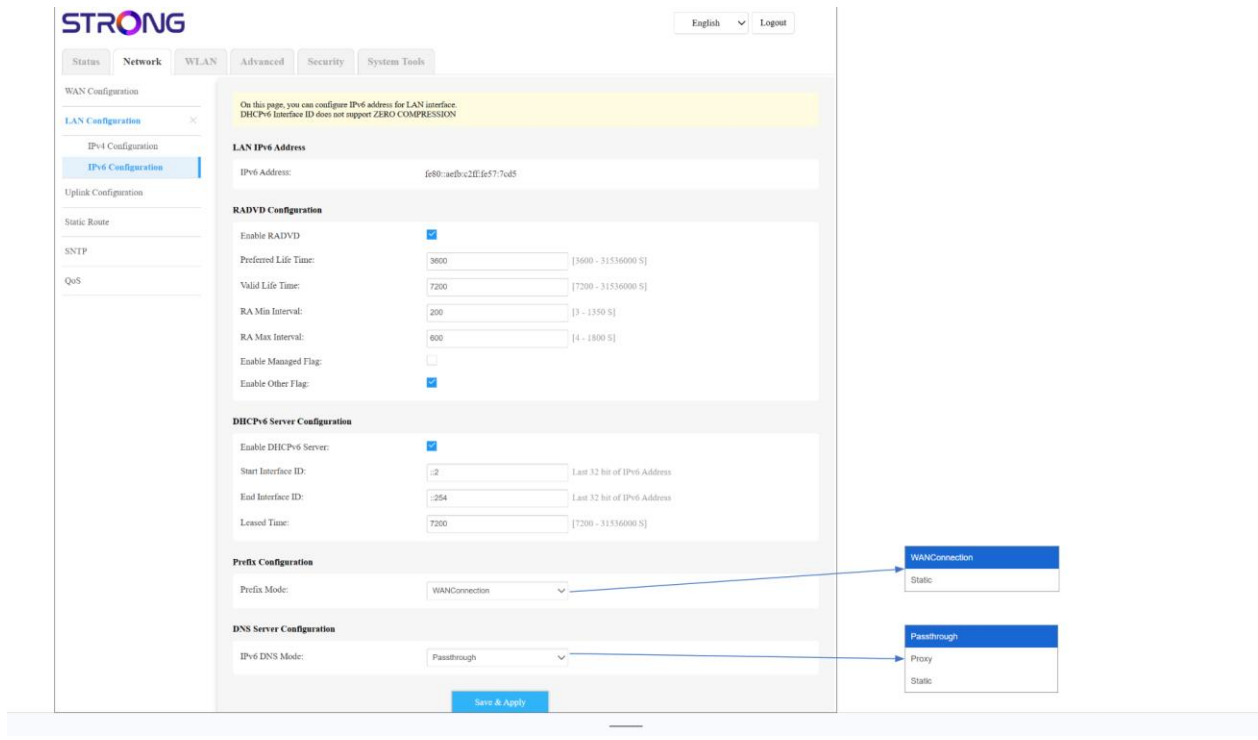 STRONG
English
Logout
Status
Network
WLAN
Advanced
Security
System Tools
WAN Configuration
LAN Configuration
IPv4 Configuration
IPv6 Configuration
Uplink Configuration
Static Route
SNTP
QoS
On this page, you can configure IPv6 address for LAN interface.
DHCPv6 Interface ID does not support ZERO COMPRESSION
LAN IPv6 Address
IPv6 Address: fe80::aefb:c2ff:fe57:7cd5
RADVD Configuration
Enable RADVD
Preferred Life Time: 3600 [3600 - 31536000 S]
Valid Life Time: 7200 [7200 - 31536000 S]
RA Min Interval: 200 [3 - 1350 S]
RA Max Interval: 600 [4 - 1800 S]
Enable Managed Flag:
Enable Other Flag:
DHCPv6 Server Configuration
Enable DHCPv6 Server:
Start Interface ID: ::2 Last 32 bit of IPv6 Address
End Interface ID: ::254 Last 32 bit of IPv6 Address
Leased Time: 7200 [7200 - 31536000 S]
Prefix Configuration
Prefix Mode: WANConnection
WANConnection
Static
DNS Server Configuration
IPv6 DNS Mode: Passthrough
Passthrough
Proxy
Static
Save & Apply